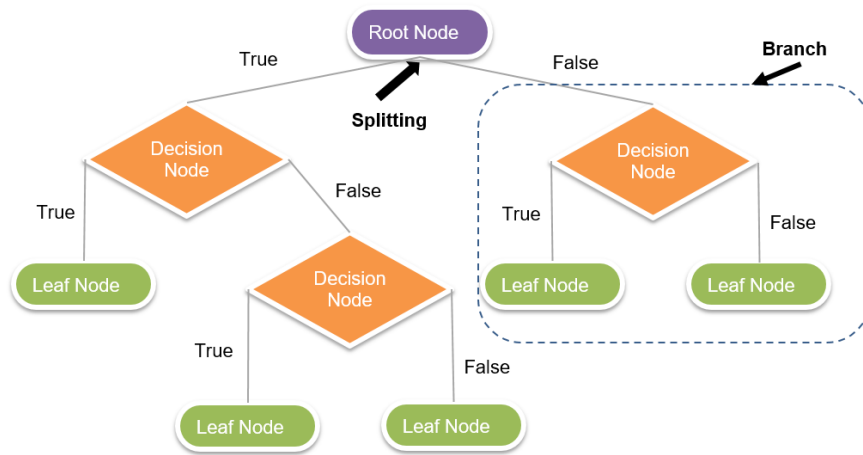 Root Node
True
False
Branch
Splitting
Decision
Node
Decision
Node
True
False
True
False
Leaf Node
Decision
Node
Leaf Node
Leaf Node
True
False
Leaf Node
Leaf Node